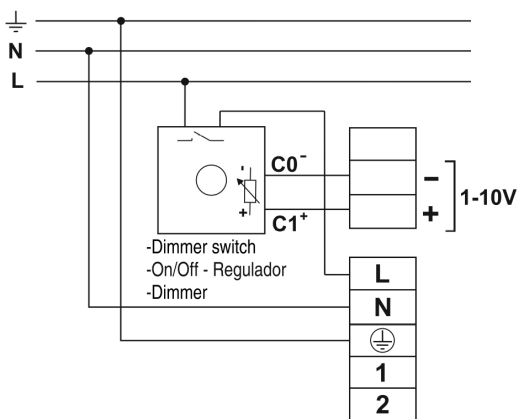 N
L
-
+
C0-
C1+
-
+
1-10V
-Dimmer switch
-On/Off - Regulador
-Dimmer
L
N
1
2